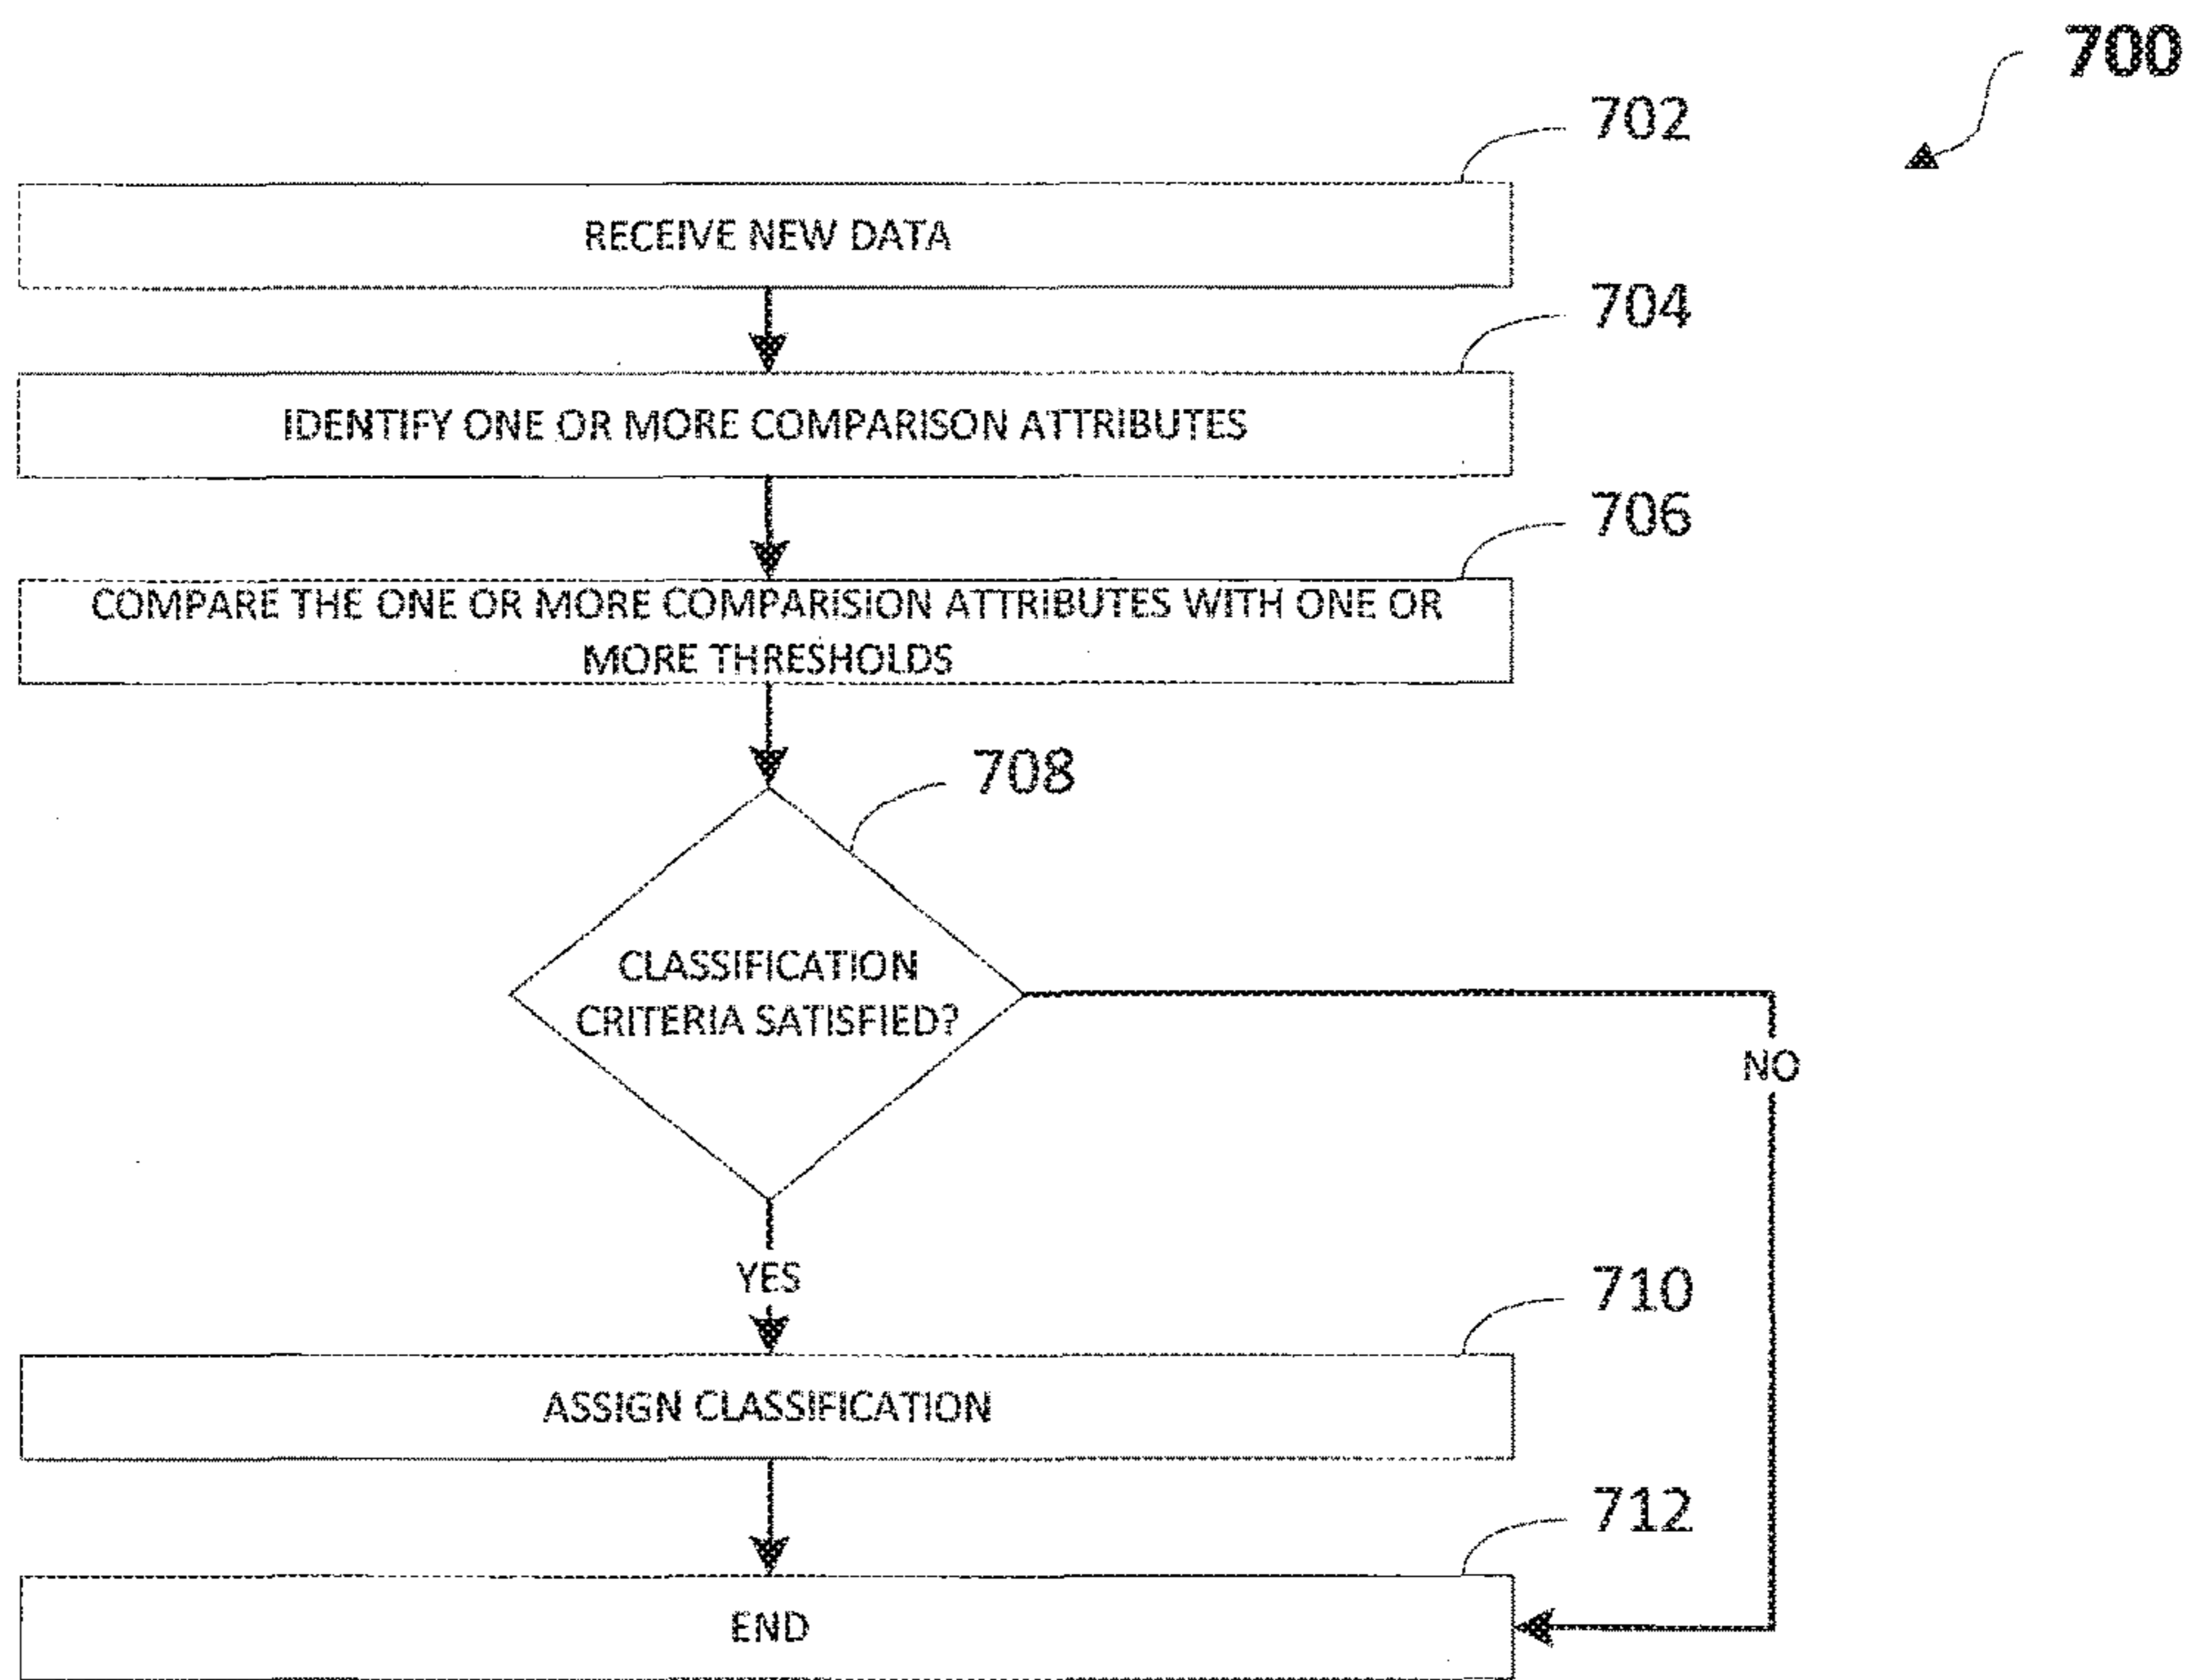 700
702
RECEIVE NEW DATA
704
IDENTIFY ONE OR MORE COMPARISON ATTRIBUTES
706
COMPARE THE ONE OR MORE COMPARISION ATTRIBUTES WITH ONE OR
MORE THRESHOLDS
708
CLASSIFICATION
CRITERIA SATISFIED?
NO
YES
710
ASSIGN CLASSIFICATION
712
END